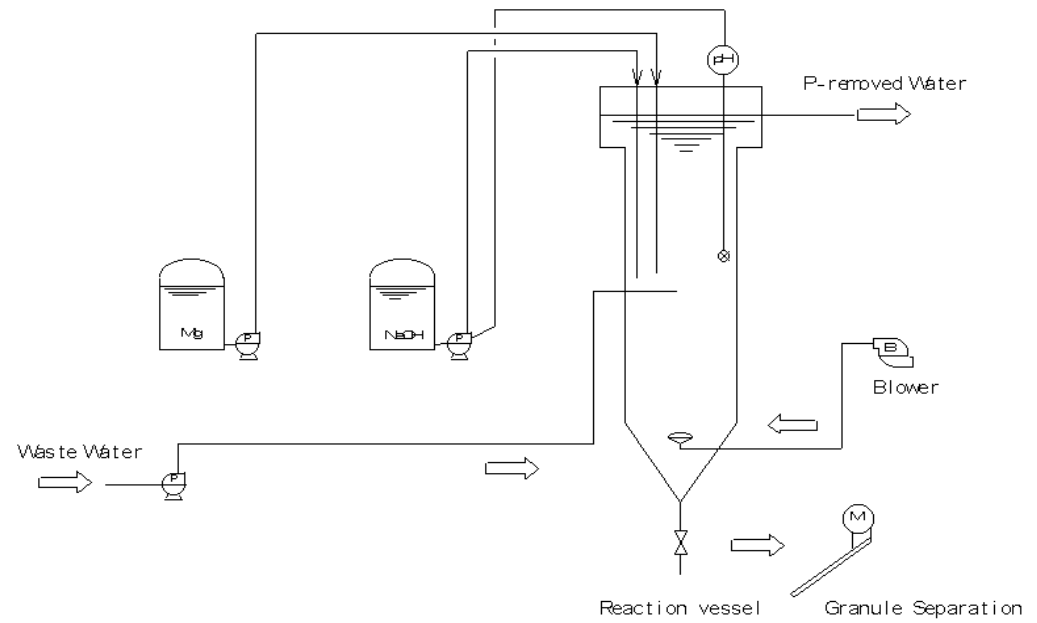 pH
P-removed Water
Mg
P
NaOH
P
B
Blower
Waste Water
P
M
Reaction vessel
Granule Separation